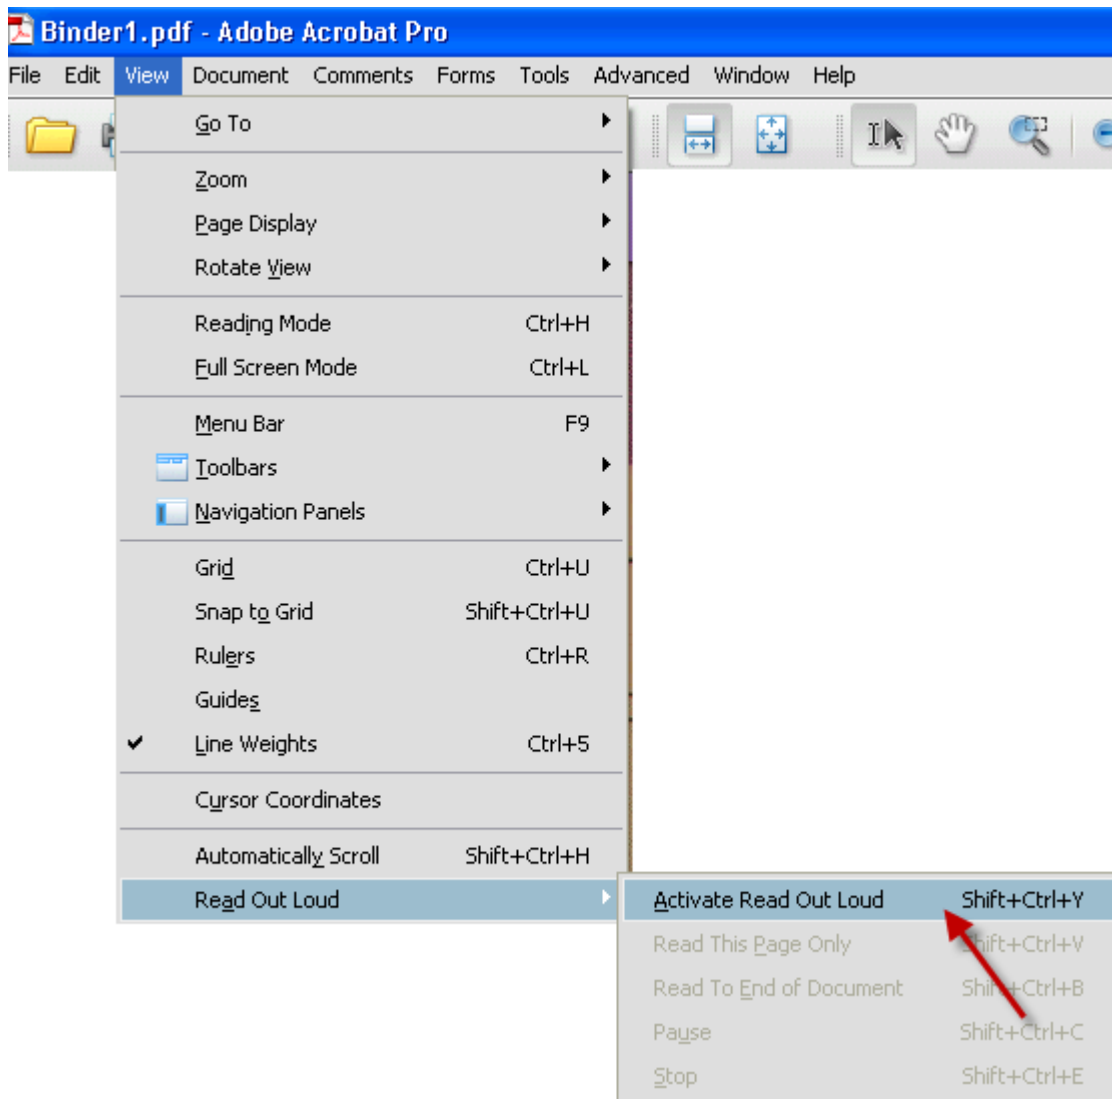 Binder1.pdf - Adobe Acrobat Pro
File Edit View Document Comments Forms Tools Advanced Window Help
Go To
Zoom
Page Display
Rotate View
Reading Mode Ctrl+H
Full Screen Mode Ctrl+L
Menu Bar F9
Toolbars
Navigation Panels
Grid Ctrl+U
Snap to Grid Shift+Ctrl+U
Rulers Ctrl+R
Guides
Line Weights Ctrl+5
Cursor Coordinates
Automatically Scroll Shift+Ctrl+H
Read Out Loud
Activate Read Out Loud Shift+Ctrl+Y
Read This Page Only Shift+Ctrl+V
Read To End of Document Shift+Ctrl+B
Pause Shift+Ctrl+C
Stop Shift+Ctrl+E